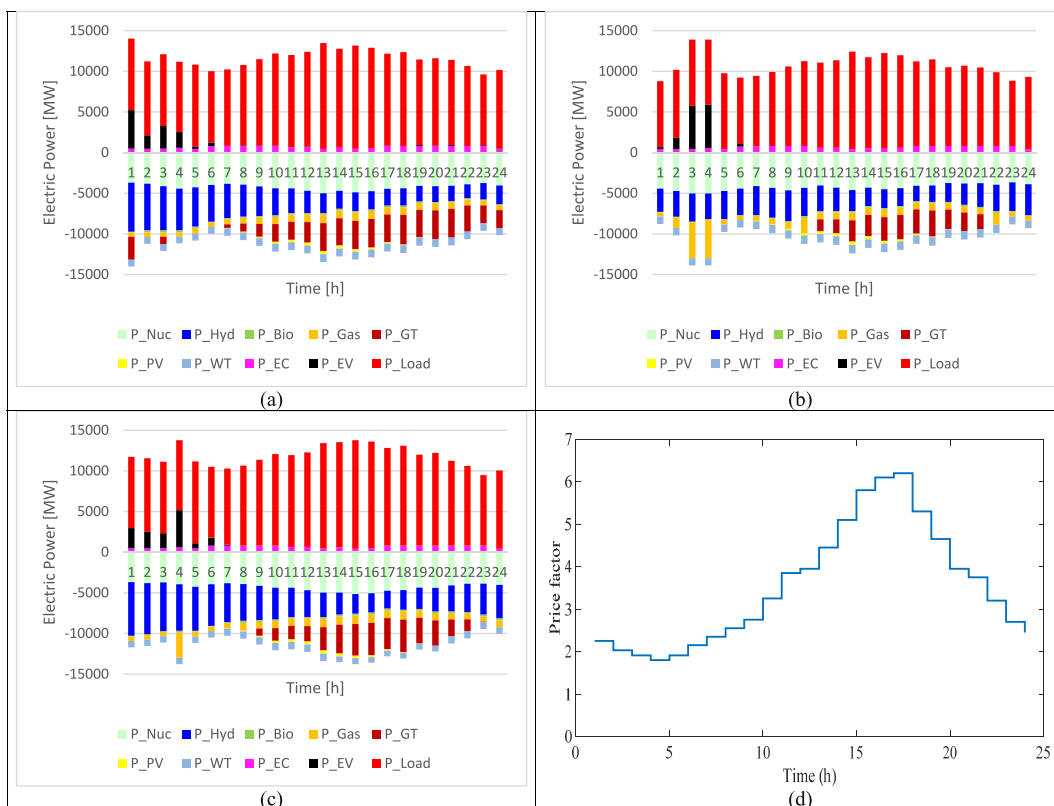 15000
10000
5000
0
-5000
-10000
-15000
Electric Power [MW]
1 2 3 4 5 6 7 8 9 10 11 12 13 14 15 16 17 18 19 20 21 22 23 24
Time [h]
P_Nuc P_Hyd P_Bio P_Gas P_GT
P_PV P_WT P_EC P_EV P_Load
(a)
15000
10000
5000
0
-5000
-10000
-15000
Electric Power [MW]
1 2 3 4 5 6 7 8 9 10 11 12 13 14 15 16 17 18 19 20 21 22 23 24
Time [h]
P_Nuc P_Hyd P_Bio P_Gas P_GT
P_PV P_WT P_EC P_EV P_Load
(b)
15000
10000
5000
0
-5000
-10000
-15000
Electric Power [MW]
1 2 3 4 5 6 7 8 9 10 11 12 13 14 15 16 17 18 19 20 21 22 23 24
Time [h]
P_Nuc P_Hyd P_Bio P_Gas P_GT
P_PV P_WT P_EC P_EV P_Load
(c)
7
6
5
4
3
2
1
0
Price factor
0 5 10 15 20 25
Time (h)
(d)